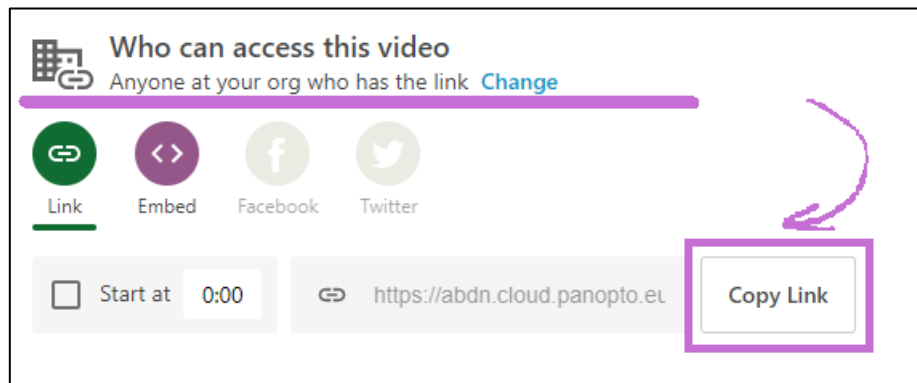 Who can access this video
Anyone at your org who has the link Change
Link Embed Facebook Twitter
Start at 0:00 https://abdn.cloud.panopto.eu Copy Link